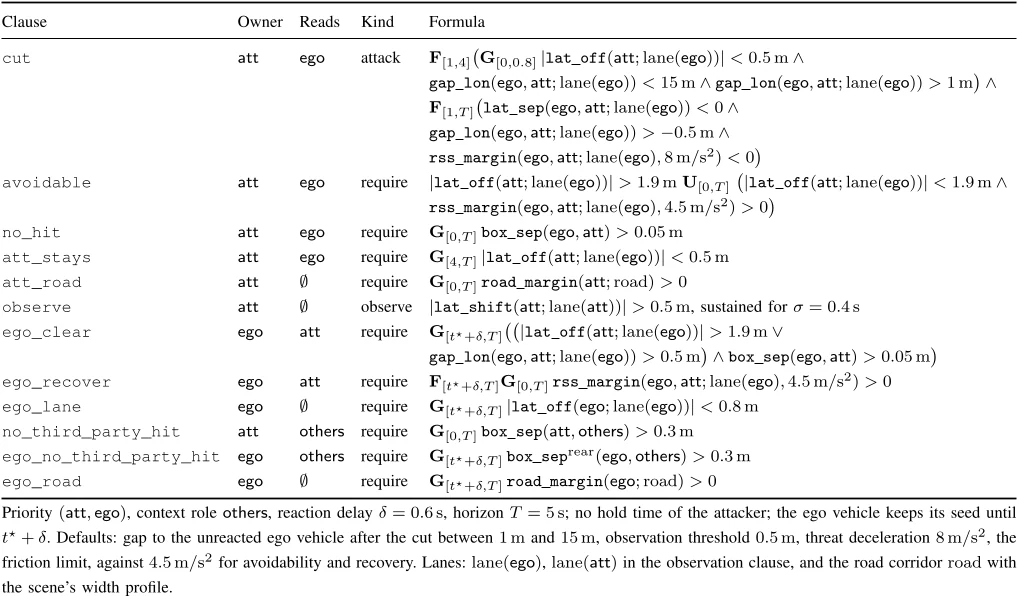 Clause Owner Reads Kind Formula
cut att ego attack F[1,4](G[0,0.8] |lat_off(att; lane(ego))| < 0.5 m ∧
gap_lon(ego, att; lane(ego)) < 15 m ∧ gap_lon(ego, att; lane(ego)) > 1 m) ∧
F[1,T](lat_sep(ego, att; lane(ego)) < 0 ∧
gap_lon(ego, att; lane(ego)) > −0.5 m ∧
rss_margin(ego, att; lane(ego), 8 m/s²) < 0)
avoidable att ego require |lat_off(att; lane(ego))| > 1.9 m U[0,T] (|lat_off(att; lane(ego))| < 1.9 m ∧
rss_margin(ego, att; lane(ego), 4.5 m/s²) > 0)
no_hit att ego require G[0,T] box_sep(ego, att) > 0.05 m
att_stays att ego require G[4,T] |lat_off(att; lane(ego))| < 0.5 m
att_road att ∅ require G[0,T] road_margin(att; road) > 0
observe att ∅ observe |lat_shift(att; lane(att))| > 0.5 m, sustained for σ = 0.4 s
ego_clear ego att require G[t⋆+δ,T]((|lat_off(att; lane(ego))| > 1.9 m ∨
gap_lon(ego, att; lane(ego)) > 0.5 m) ∧ box_sep(ego, att) > 0.05 m)
ego_recover ego att require F[t⋆+δ,T]G[0,T] rss_margin(ego, att; lane(ego), 4.5 m/s²) > 0
ego_lane ego ∅ require G[t⋆+δ,T] |lat_off(ego; lane(ego))| < 0.8 m
no_third_party_hit att others require G[0,T] box_sep(att, others) > 0.3 m
ego_no_third_party_hit ego others require G[t⋆+δ,T] box_sep^rear(ego, others) > 0.3 m
ego_road ego ∅ require G[t⋆+δ,T] road_margin(ego; road) > 0
Priority (att, ego), context role others, reaction delay δ = 0.6 s, horizon T = 5 s; no hold time of the attacker; the ego vehicle keeps its seed until
t⋆ + δ. Defaults: gap to the unreacted ego vehicle after the cut between 1 m and 15 m, observation threshold 0.5 m, threat deceleration 8 m/s², the
friction limit, against 4.5 m/s² for avoidability and recovery. Lanes: lane(ego), lane(att) in the observation clause, and the road corridor road with
the scene's width profile.